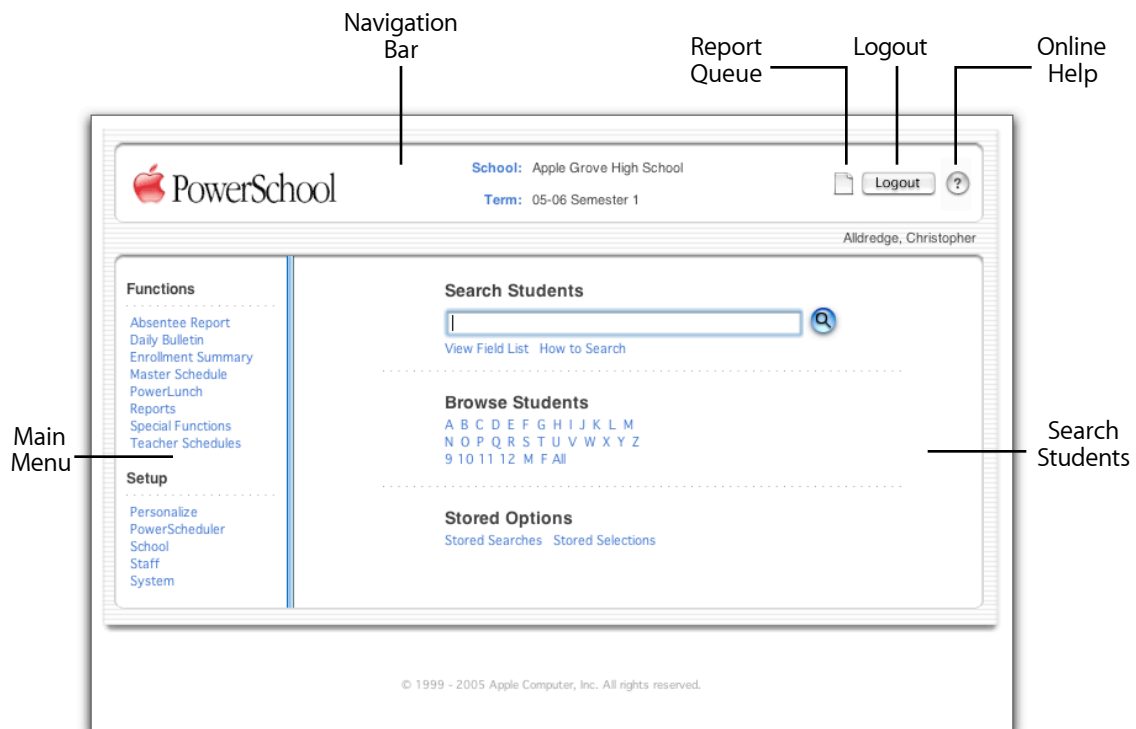 Navigation
Bar
Report
Queue
Logout
Online
Help
PowerSchool
School: Apple Grove High School
Term: 05-06 Semester 1
Logout
?
Alldredge, Christopher
Functions
Absentee Report
Daily Bulletin
Enrollment Summary
Master Schedule
PowerLunch
Reports
Special Functions
Teacher Schedules
Setup
Personalize
PowerScheduler
School
Staff
System
Main
Menu
Search Students
View Field List How to Search
Browse Students
A B C D E F G H I J K L M
N O P Q R S T U V W X Y Z
9 10 11 12 M F All
Stored Options
Stored Searches Stored Selections
Search
Students
© 1999 - 2005 Apple Computer, Inc. All rights reserved.